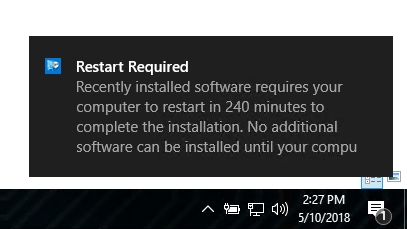 Restart Required
Recently installed software requires your
computer to restart in 240 minutes to
complete the installation. No additional
software can be installed until your compu
2:27 PM
5/10/2018
1